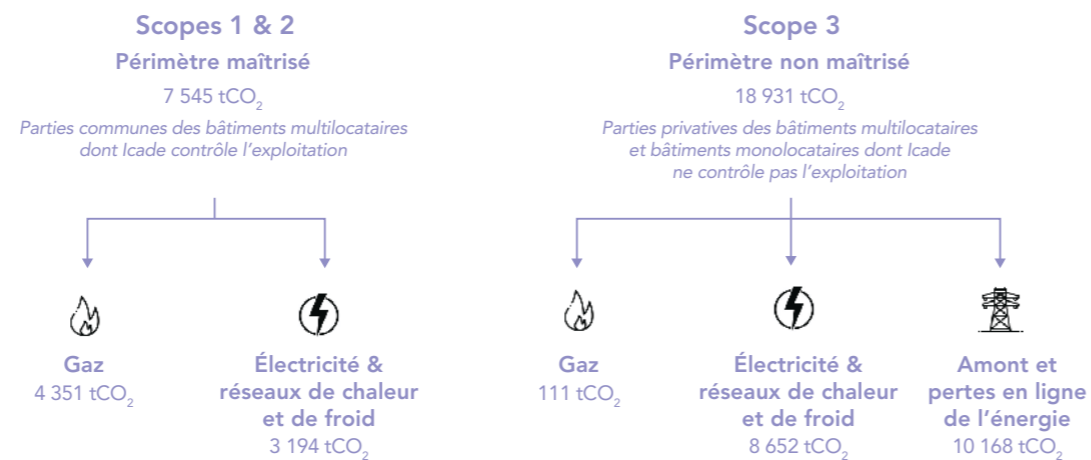 Scopes 1 & 2
Périmètre maîtrisé
7 545 tCO₂
Parties communes des bâtiments multilocataires
dont Icade contrôle l’exploitation
Gaz
4 351 tCO₂
Électricité &
réseaux de chaleur
et de froid
3 194 tCO₂
Scope 3
Périmètre non maîtrisé
18 931 tCO₂
Parties privatives des bâtiments multilocataires
et bâtiments monolocataires dont Icade
ne contrôle pas l’exploitation
Gaz
111 tCO₂
Électricité &
réseaux de chaleur
et de froid
8 652 tCO₂
Amont et
pertes en ligne
de l’énergie
10 168 tCO₂